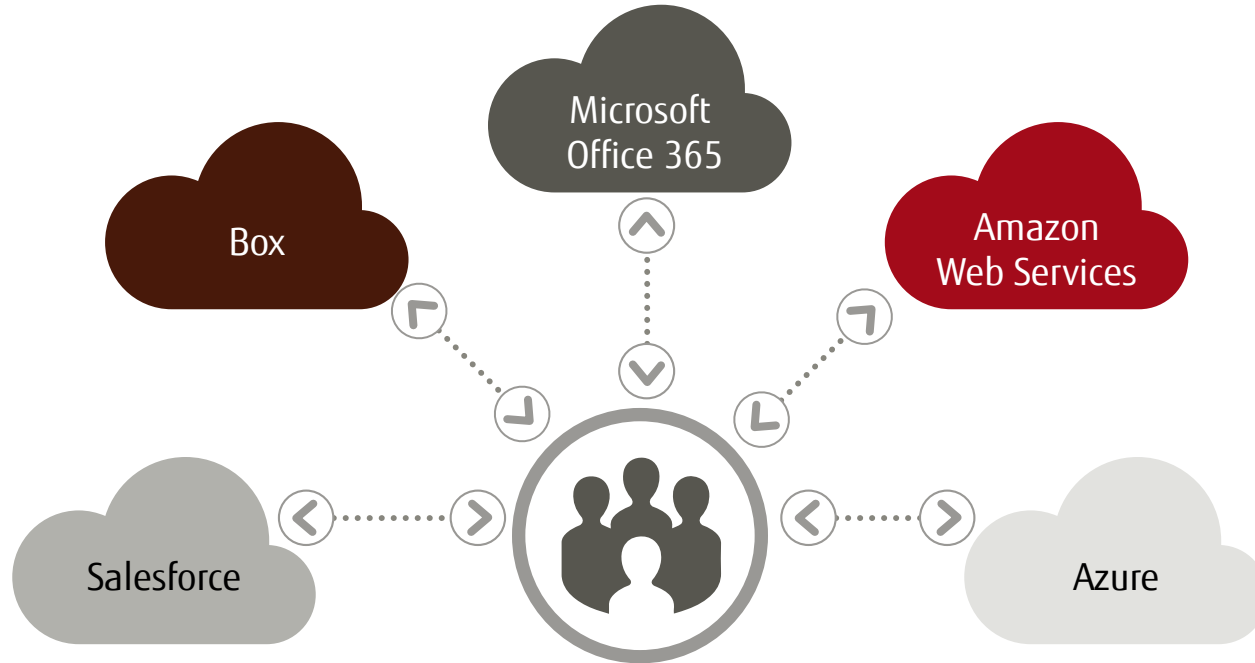 Microsoft
Office 365
Box
Amazon
Web Services
Salesforce
Azure